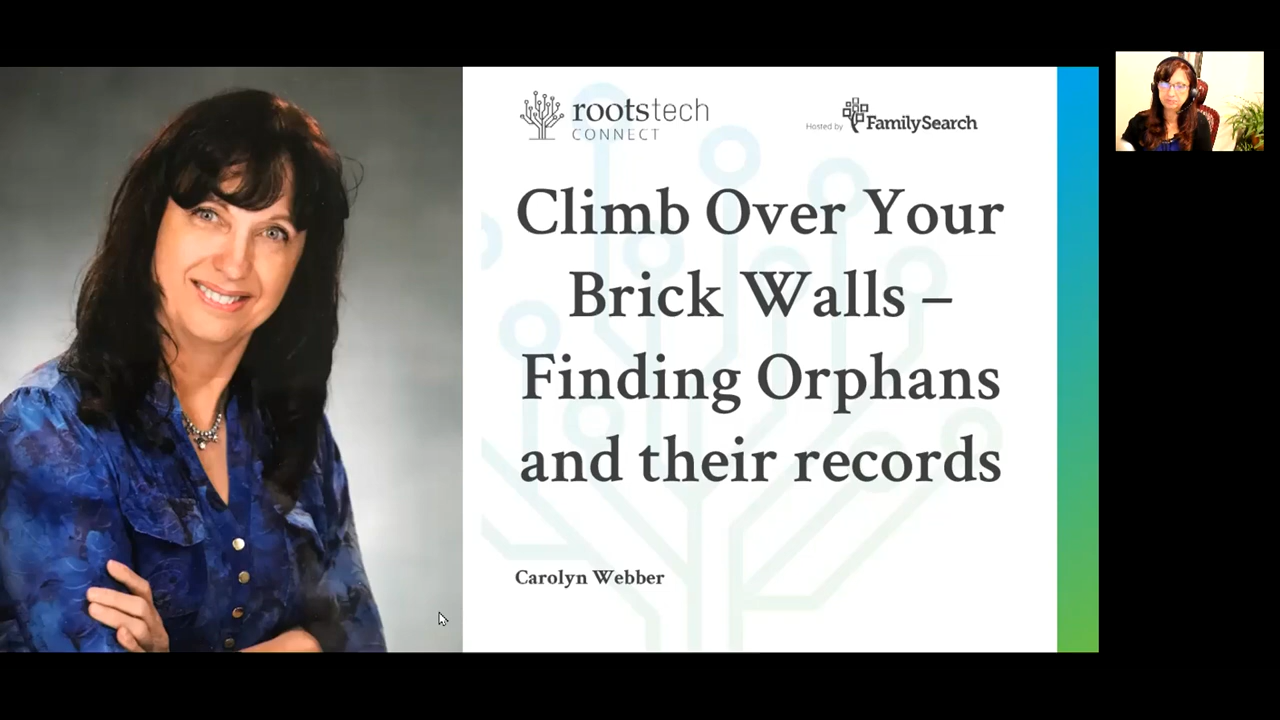 rootstech
CONNECT
Hosted by FamilySearch
Climb Over Your
Brick Walls –
Finding Orphans
and their records
Carolyn Webber